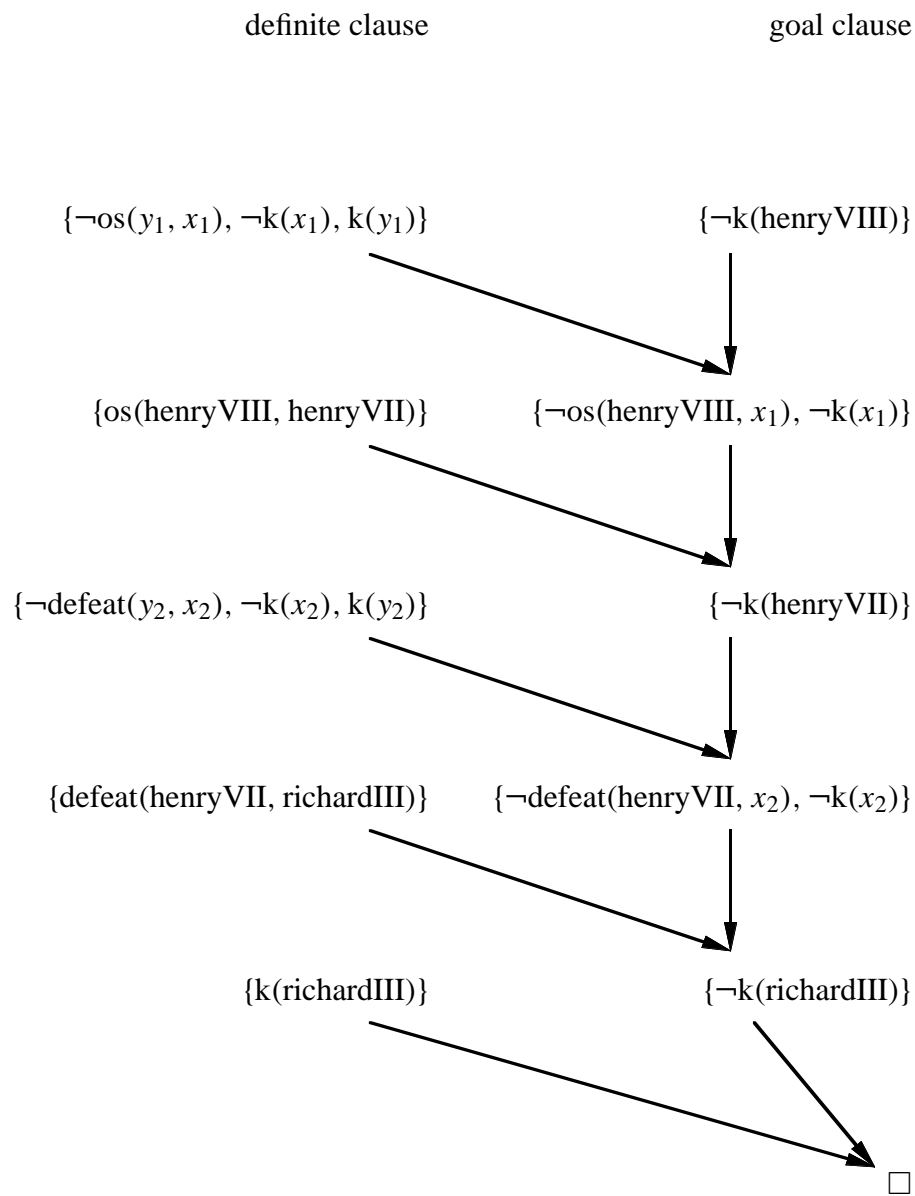 definite clause goal clause
{¬os(y₁, x₁), ¬k(x₁), k(y₁)} {¬k(henryVIII)}
{os(henryVIII, henryVII)} {¬os(henryVIII, x₁), ¬k(x₁)}
{¬defeat(y₂, x₂), ¬k(x₂), k(y₂)} {¬k(henryVII)}
{defeat(henryVII, richardIII)} {¬defeat(henryVII, x₂), ¬k(x₂)}
{k(richardIII)} {¬k(richardIII)}
□